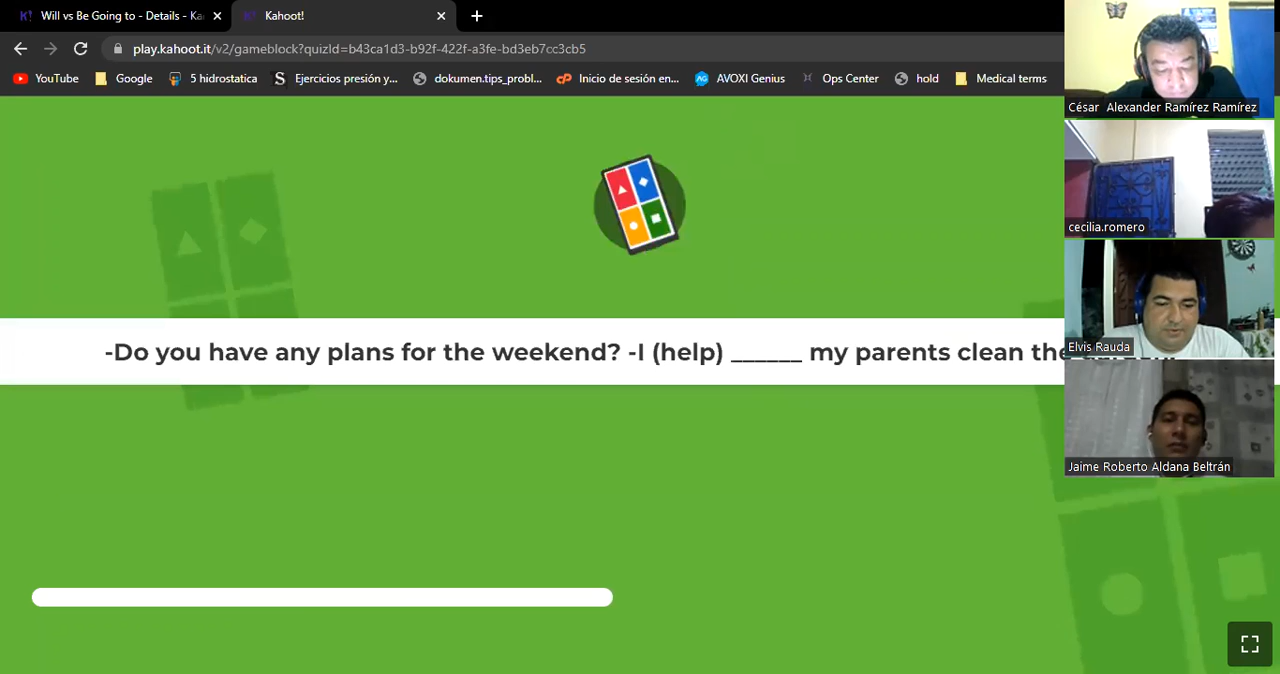 Will vs Be Going to - Details - Ka
Kahoot!
play.kahoot.it/v2/gameblock?quizId=b43ca1d3-b92f-422f-a3fe-bd3eb7cc3cb5
YouTube
Google
5 hidrostatica
Ejercicios presión y...
dokumen.tips_probl...
Inicio de sesión en...
AVOXI Genius
Ops Center
hold
Medical terms
César Alexander Ramírez Ramírez
cecilia.romero
-Do you have any plans for the weekend? -I (help) ______ my parents clean the
Elvis Rauda
Jaime Roberto Aldana Beltrán